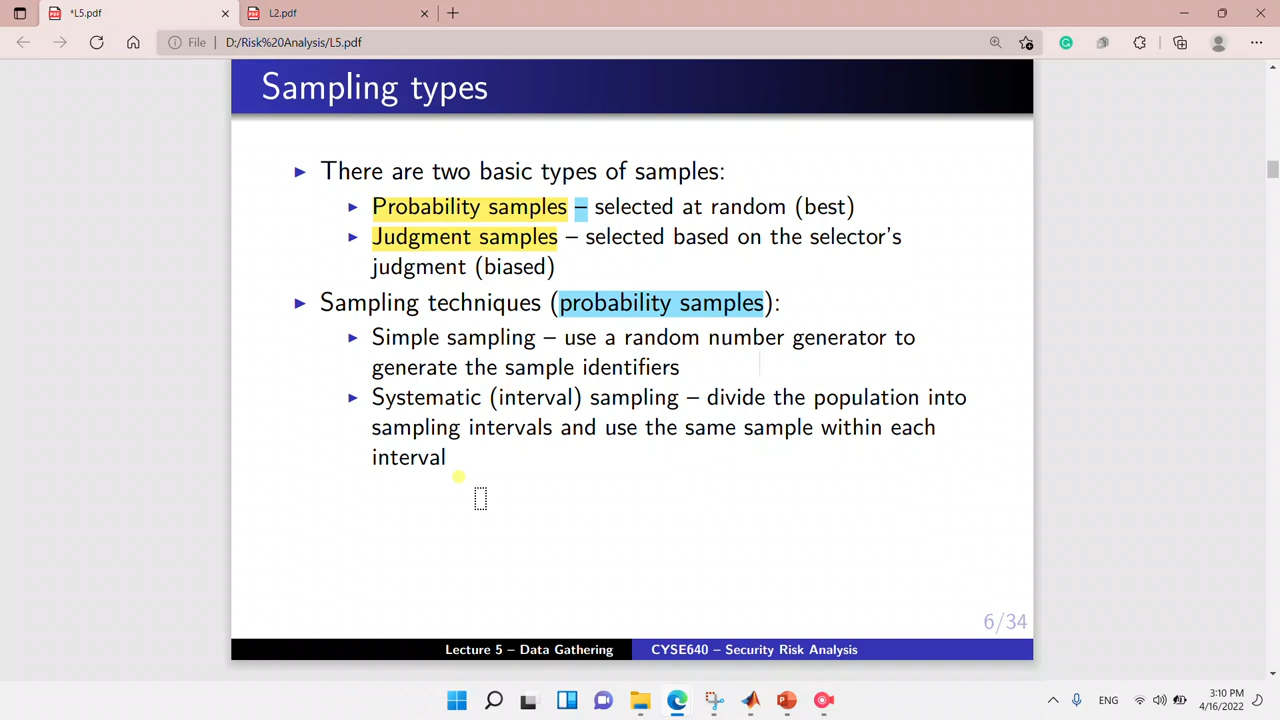 *L5.pdf
L2.pdf
File
D:/Risk%20Analysis/L5.pdf
Sampling types
There are two basic types of samples:
Probability samples – selected at random (best)
Judgment samples – selected based on the selector's
judgment (biased)
Sampling techniques (probability samples):
Simple sampling – use a random number generator to
generate the sample identifiers
Systematic (interval) sampling – divide the population into
sampling intervals and use the same sample within each
interval
6/34
Lecture 5 – Data Gathering
CYSE640 – Security Risk Analysis
ENG
3:10 PM
4/16/2022